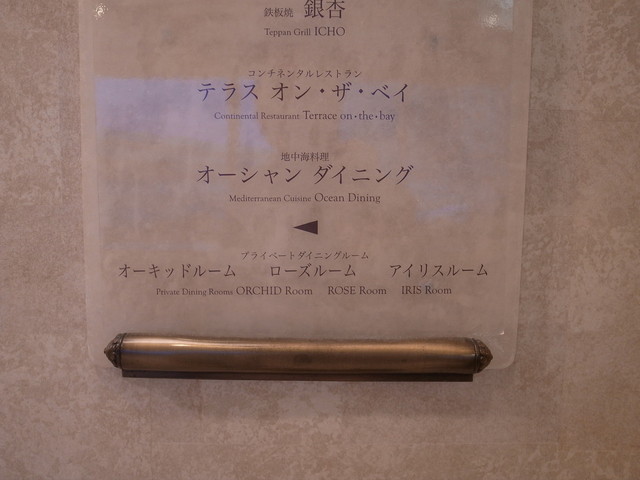 鉄板焼 銀杏
Teppan Grill ICHO
コンチネンタルレストラン
テラス オン・ザ・ベイ
Continental Restaurant Terrace on•the•bay
地中海料理
オーシャン ダイニング
Mediterranean Cuisine Ocean Dining
プライベートダイニングルーム
オーキッドルーム ローズルーム アイリスルーム
Private Dining Rooms ORCHID Room ROSE Room IRIS Room